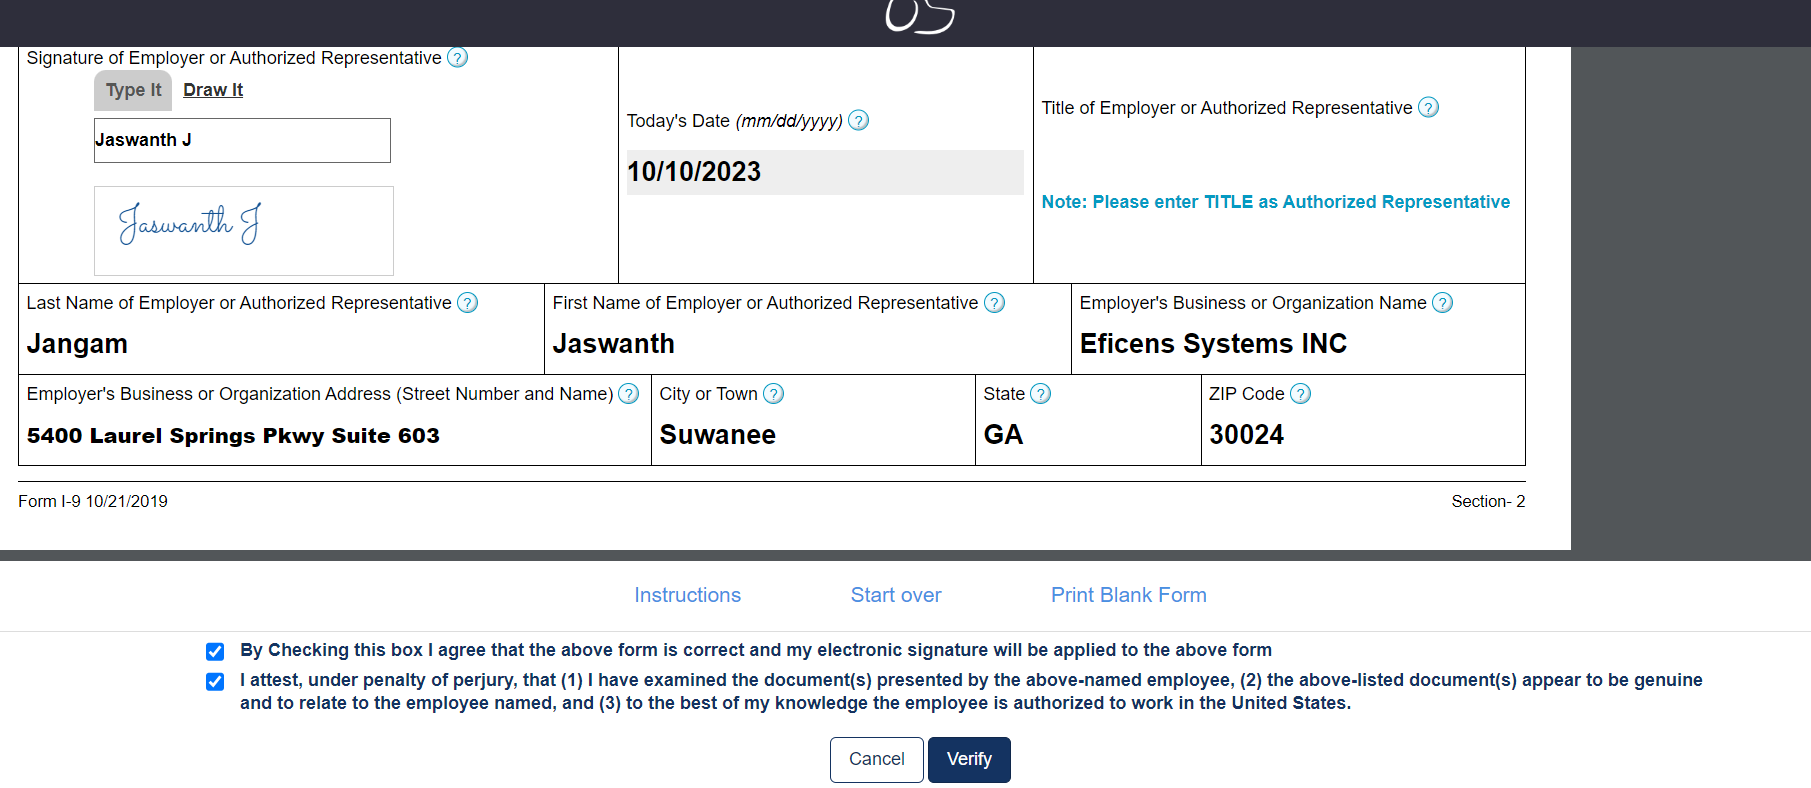 Signature of Employer or Authorized Representative ?
Type It Draw It
Jaswanth J
Jaswanth J
Today's Date (mm/dd/yyyy) ?
10/10/2023
Title of Employer or Authorized Representative ?
Note: Please enter TITLE as Authorized Representative
Last Name of Employer or Authorized Representative ?
Jangam
First Name of Employer or Authorized Representative ?
Jaswanth
Employer's Business or Organization Name ?
Eficens Systems INC
Employer's Business or Organization Address (Street Number and Name) ?
5400 Laurel Springs Pkwy Suite 603
City or Town ?
Suwanee
State ?
GA
ZIP Code ?
30024
Form I-9 10/21/2019
Section- 2
Instructions Start over Print Blank Form
By Checking this box I agree that the above form is correct and my electronic signature will be applied to the above form
I attest, under penalty of perjury, that (1) I have examined the document(s) presented by the above-named employee, (2) the above-listed document(s) appear to be genuine
and to relate to the employee named, and (3) to the best of my knowledge the employee is authorized to work in the United States.
Cancel Verify